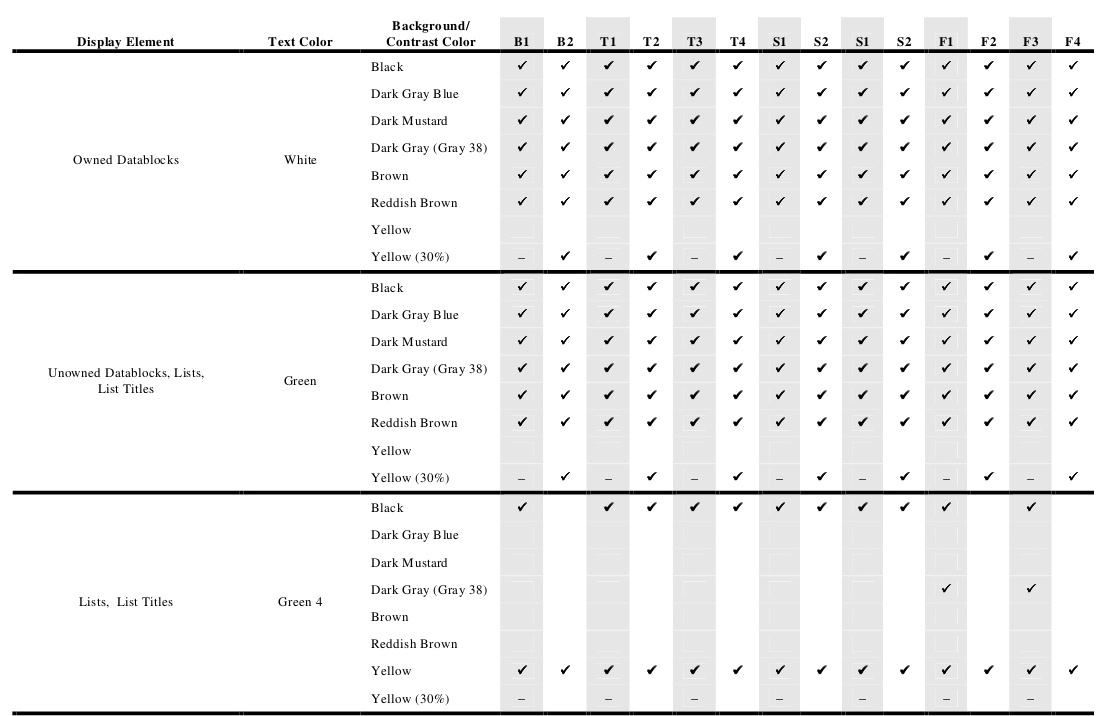 Background/
Display Element Text Color Contrast Color B1 B2 T1 T2 T3 T4 S1 S2 S1 S2 F1 F2 F3 F4
Black ✔ ✔ ✔ ✔ ✔ ✔ ✔ ✔ ✔ ✔ ✔ ✔ ✔ ✔
Dark Gray Blue ✔ ✔ ✔ ✔ ✔ ✔ ✔ ✔ ✔ ✔ ✔ ✔ ✔ ✔
Dark Mustard ✔ ✔ ✔ ✔ ✔ ✔ ✔ ✔ ✔ ✔ ✔ ✔ ✔ ✔
Dark Gray (Gray 38) ✔ ✔ ✔ ✔ ✔ ✔ ✔ ✔ ✔ ✔ ✔ ✔ ✔ ✔
Owned Datablocks White
Brown ✔ ✔ ✔ ✔ ✔ ✔ ✔ ✔ ✔ ✔ ✔ ✔ ✔ ✔
Reddish Brown ✔ ✔ ✔ ✔ ✔ ✔ ✔ ✔ ✔ ✔ ✔ ✔ ✔ ✔
Yellow
Yellow (30%) – ✔ – ✔ – ✔ – ✔ – ✔ – ✔ – ✔
Black ✔ ✔ ✔ ✔ ✔ ✔ ✔ ✔ ✔ ✔ ✔ ✔ ✔ ✔
Dark Gray Blue ✔ ✔ ✔ ✔ ✔ ✔ ✔ ✔ ✔ ✔ ✔ ✔ ✔ ✔
Dark Mustard ✔ ✔ ✔ ✔ ✔ ✔ ✔ ✔ ✔ ✔ ✔ ✔ ✔ ✔
Dark Gray (Gray 38) ✔ ✔ ✔ ✔ ✔ ✔ ✔ ✔ ✔ ✔ ✔ ✔ ✔ ✔
Unowned Datablocks, Lists,
List Titles Green
Brown ✔ ✔ ✔ ✔ ✔ ✔ ✔ ✔ ✔ ✔ ✔ ✔ ✔ ✔
Reddish Brown ✔ ✔ ✔ ✔ ✔ ✔ ✔ ✔ ✔ ✔ ✔ ✔ ✔ ✔
Yellow
Yellow (30%) – ✔ – ✔ – ✔ – ✔ – ✔ – ✔ – ✔
Black ✔ ✔ ✔ ✔ ✔ ✔ ✔ ✔ ✔ ✔ ✔
Dark Gray Blue
Dark Mustard
Dark Gray (Gray 38) ✔ ✔
Lists, List Titles Green 4
Brown
Reddish Brown
Yellow ✔ ✔ ✔ ✔ ✔ ✔ ✔ ✔ ✔ ✔ ✔ ✔ ✔ ✔
Yellow (30%) – – – – – – –